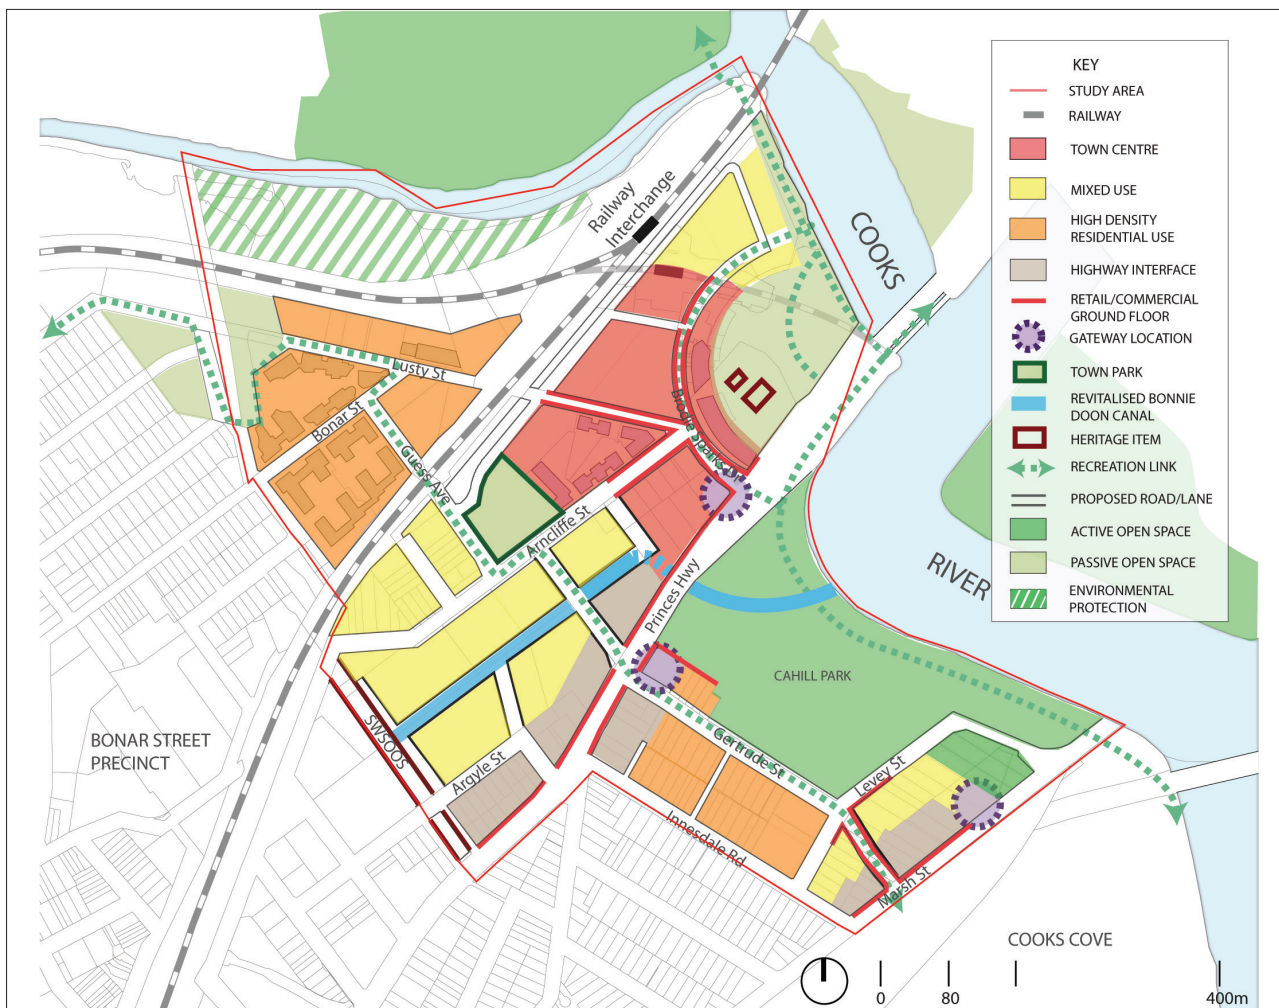 KEY
STUDY AREA
RAILWAY
TOWN CENTRE
MIXED USE
HIGH DENSITY
RESIDENTIAL USE
HIGHWAY INTERFACE
RETAIL/COMMERCIAL
GROUND FLOOR
GATEWAY LOCATION
TOWN PARK
REVITALISED BONNIE
DOON CANAL
HERITAGE ITEM
RECREATION LINK
PROPOSED ROAD/LANE
ACTIVE OPEN SPACE
PASSIVE OPEN SPACE
ENVIRONMENTAL
PROTECTION
Railway
Interchange
COOKS
RIVER
Lusty St
Bonar St
Guess Ave
Brodie Sparks Dr
Arncliffe St
Princes Hwy
CAHILL PARK
SWSOOS
BONAR STREET
PRECINCT
Argyle St
Gertrude St
Levey St
Innesdale Rd
Marsh St
COOKS COVE
0
80
400m